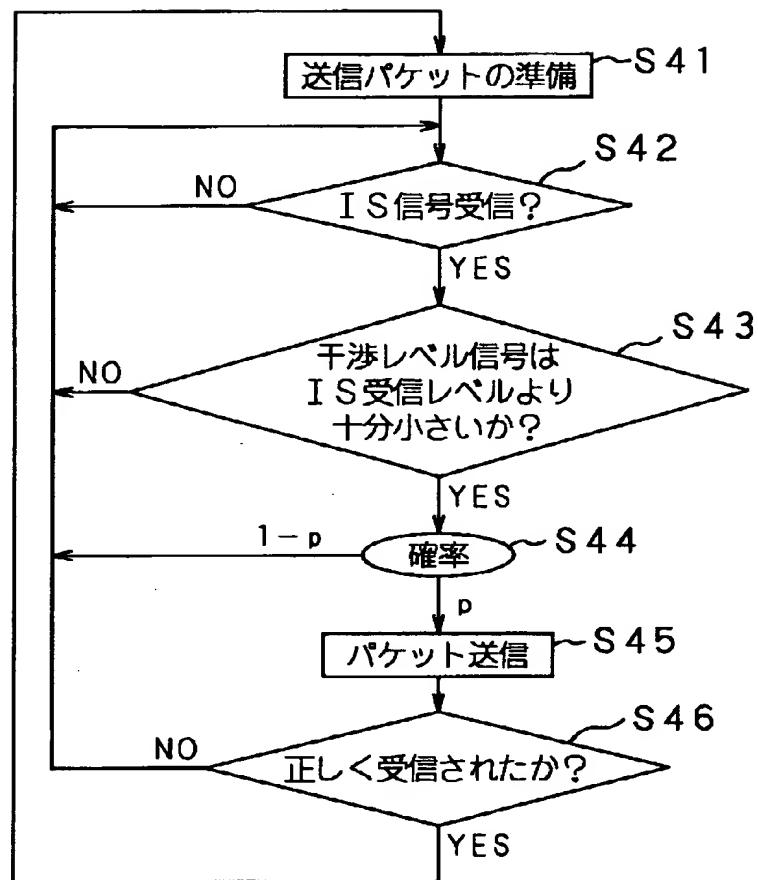 送信パケットの準備
S41
S42
NO
IS信号受信?
YES
S43
干渉レベル信号は
NO
IS受信レベルより
十分小さいか?
YES
1-p
確率
S44
p
パケット送信
S45
S46
NO
正しく受信されたか?
YES